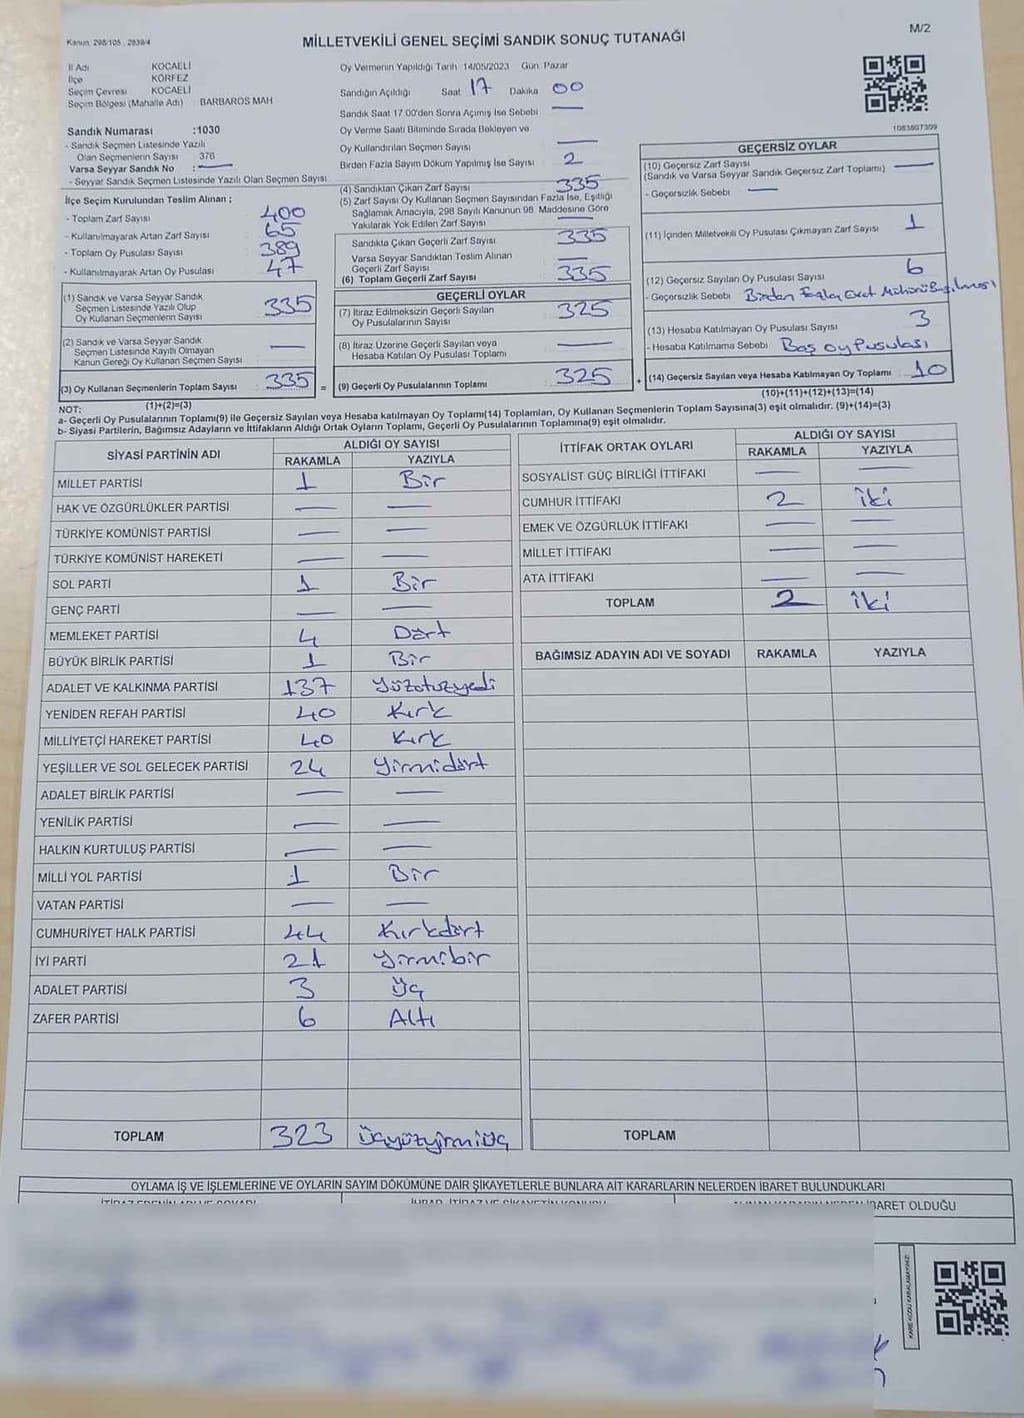 Kanun: 298/105 , 2839/4
M/2
MİLLETVEKİLİ GENEL SEÇİMİ SANDIK SONUÇ TUTANAĞI
İl Adı KOCAELİ
İlçe KÖRFEZ
Seçim Çevresi KOCAELİ
Seçim Bölgesi (Mahalle Adı) BARBAROS MAH
Oy Vermenin Yapıldığı Tarih 14/05/2023 Gün Pazar
Sandığın Açıldığı Saat 17 Dakika 00
Sandık Saat 17.00'den Sonra Açılmış İse Sebebi —
Oy Verme Saati Bitiminde Sırada Bekleyen ve
Oy Kullandırılan Seçmen Sayısı —
Birden Fazla Sayım Döküm Yapılmış İse Sayısı 2
1083807309
Sandık Numarası :1030
- Sandık Seçmen Listesinde Yazılı
Olan Seçmenlerin Sayısı 376
Varsa Seyyar Sandık No : —
- Seyyar Sandık Seçmen Listesinde Yazılı Olan Seçmen Sayısı
İlçe Seçim Kurulundan Teslim Alınan ;
- Toplam Zarf Sayısı 400
- Kullanılmayarak Artan Zarf Sayısı 65
- Toplam Oy Pusulası Sayısı 389
- Kullanılmayarak Artan Oy Pusulası 47
(1) Sandık ve Varsa Seyyar Sandık
Seçmen Listesinde Yazılı Olup
Oy Kullanan Seçmenlerin Sayısı 335
(2) Sandık ve Varsa Seyyar Sandık
Seçmen Listesinde Kayıtlı Olmayan
Kanun Gereği Oy Kullanan Seçmen Sayısı —
(3) Oy Kullanan Seçmenlerin Toplam Sayısı 335 =
(1)+(2)=(3)
(4) Sandıktan Çıkan Zarf Sayısı 335
(5) Zarf Sayısı Oy Kullanan Seçmen Sayısından Fazla İse, Eşitliği
Sağlamak Amacıyla, 298 Sayılı Kanunun 98. Maddesine Göre
Yakılarak Yok Edilen Zarf Sayısı —
Sandıkta Çıkan Geçerli Zarf Sayısı 335
Varsa Seyyar Sandıktan Teslim Alınan
Geçerli Zarf Sayısı —
(6) Toplam Geçerli Zarf Sayısı 335
GEÇERLİ OYLAR
(7) İtiraz Edilmeksizin Geçerli Sayılan
Oy Pusulalarının Sayısı 325
(8) İtiraz Üzerine Geçerli Sayılan veya
Hesaba Katılan Oy Pusulası Toplamı —
(9) Geçerli Oy Pusulalarının Toplamı 325 +
GEÇERSİZ OYLAR
(10) Geçersiz Zarf Sayısı —
(Sandık ve Varsa Seyyar Sandık Geçersiz Zarf Toplamı)
- Geçersizlik Sebebi —
(11) İçinden Milletvekili Oy Pusulası Çıkmayan Zarf Sayısı 1
(12) Geçersiz Sayılan Oy Pusulası Sayısı 6
- Geçersizlik Sebebi Birden Fazla Evet Mührü Basılması
(13) Hesaba Katılmayan Oy Pusulası Sayısı 3
- Hesaba Katılmama Sebebi Boş Oy Pusulası
(14) Geçersiz Sayılan veya Hesaba Katılmayan Oy Toplamı 10
(10)+(11)+(12)+(13)=(14)
NOT:
a- Geçerli Oy Pusulaları Toplamı(9) ile Geçersiz Sayılan veya Hesaba katılmayan Oy Toplamı(14) Toplamları, Oy Kullanan Seçmenlerin Toplam Sayısına(3) eşit olmalıdır. (9)+(14)=(3)
b- Siyasi Partilerin, Bağımsız Adayların ve İttifakların Aldığı Ortak Oyların Toplamı, Geçerli Oy Pusulalarının Toplamına(9) eşit olmalıdır.
SİYASİ PARTİNİN ADI ALDIĞI OY SAYISI
RAKAMLA YAZIYLA
MİLLET PARTİSİ 1 Bir
HAK VE ÖZGÜRLÜKLER PARTİSİ — —
TÜRKİYE KOMÜNİST PARTİSİ — —
TÜRKİYE KOMÜNİST HAREKETİ — —
SOL PARTİ 1 Bir
GENÇ PARTİ — —
MEMLEKET PARTİSİ 4 Dört
BÜYÜK BİRLİK PARTİSİ 1 Bir
ADALET VE KALKINMA PARTİSİ 137 Yüzotuzyedi
YENİDEN REFAH PARTİSİ 40 Kırk
MİLLİYETÇİ HAREKET PARTİSİ 40 Kırk
YEŞİLLER VE SOL GELECEK PARTİSİ 24 Yirmidört
ADALET BİRLİK PARTİSİ — —
YENİLİK PARTİSİ — —
HALKIN KURTULUŞ PARTİSİ — —
MİLLİ YOL PARTİSİ 1 Bir
VATAN PARTİSİ — —
CUMHURİYET HALK PARTİSİ 44 Kırkdört
İYİ PARTİ 21 Yirmibir
ADALET PARTİSİ 3 Üç
ZAFER PARTİSİ 6 Altı
TOPLAM 323 Üçyüzyirmiüç
İTTİFAK ORTAK OYLARI ALDIĞI OY SAYISI
RAKAMLA YAZIYLA
SOSYALİST GÜÇ BİRLİĞİ İTTİFAKI — —
CUMHUR İTTİFAKI 2 İki
EMEK VE ÖZGÜRLÜK İTTİFAKI — —
MİLLET İTTİFAKI — —
ATA İTTİFAKI — —
TOPLAM 2 İki
BAĞIMSIZ ADAYIN ADI VE SOYADI RAKAMLA YAZIYLA
TOPLAM
OYLAMA İŞ VE İŞLEMLERİNE VE OYLARIN SAYIM DÖKÜMÜNE DAİR ŞİKAYETLERLE BUNLARA AİT KARARLARIN NELERDEN İBARET BULUNDUKLARI
İBARET OLDUĞU
KARE KODU KARALAMAYINIZ!